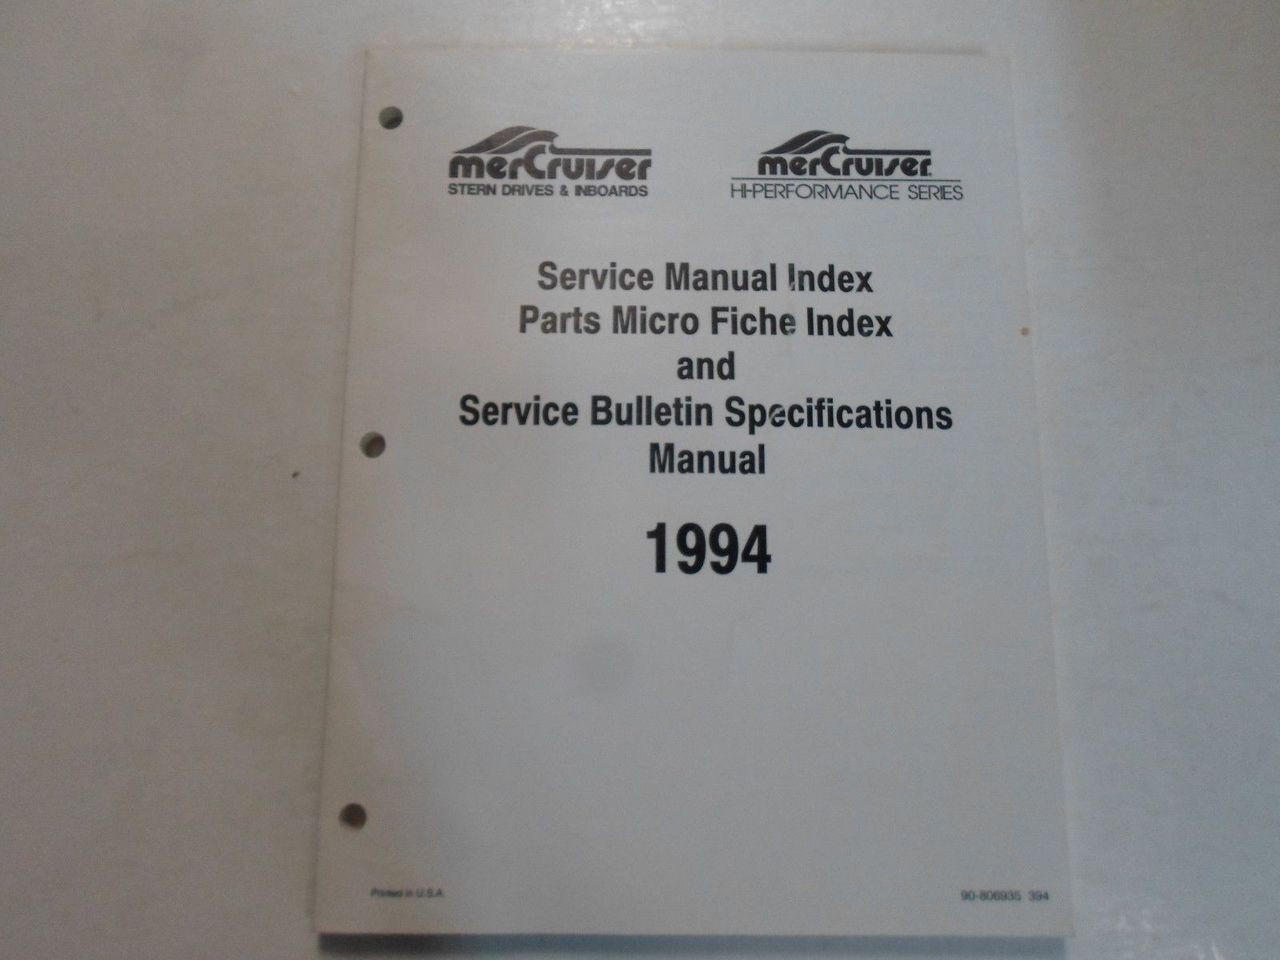 merCruiser
STERN DRIVES & INBOARDS
merCruiser
HI-PERFORMANCE SERIES
Service Manual Index
Parts Micro Fiche Index
and
Service Bulletin Specifications
Manual
1994
Printed in U.S.A.
90-806935 394